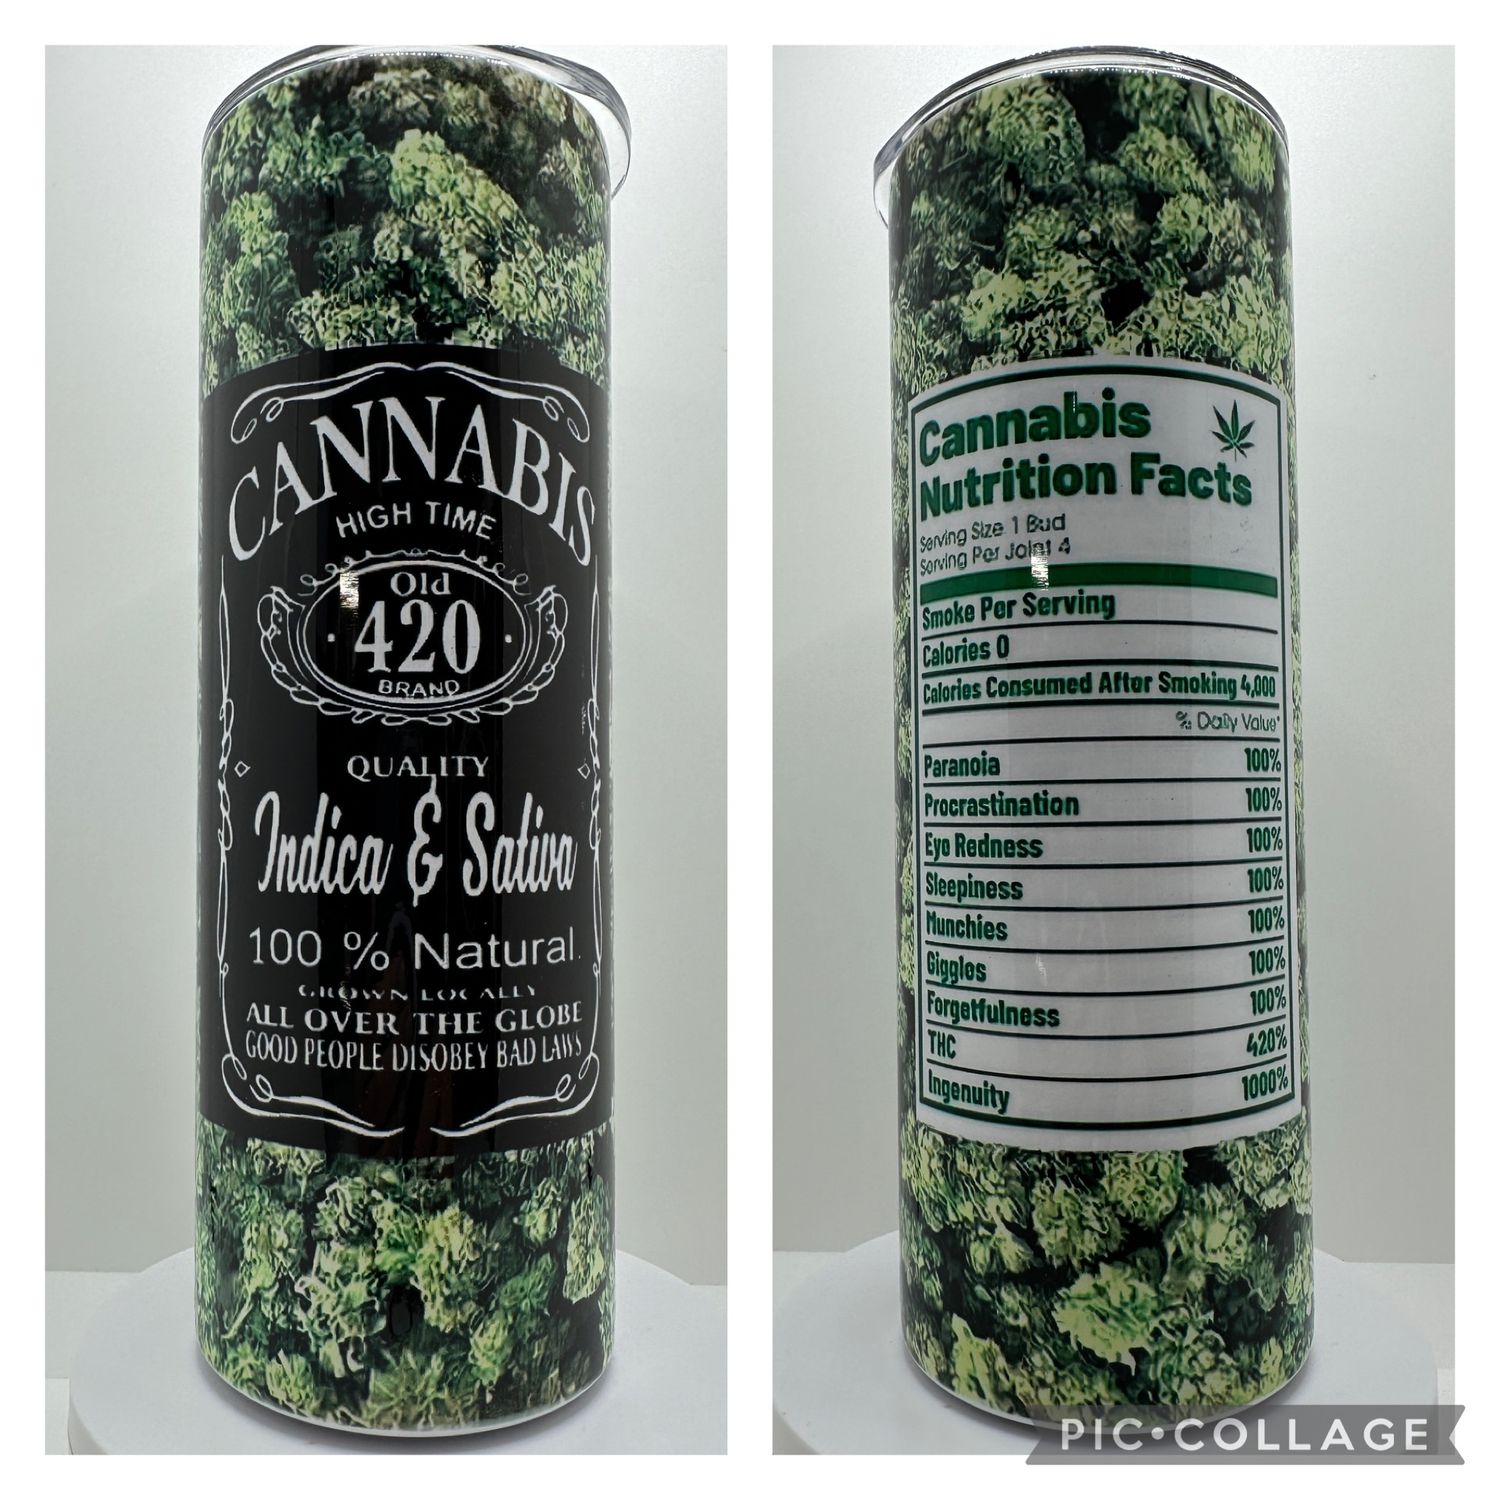 CANNABIS
HIGH TIME
Old
420
BRAND
QUALITY
Indica & Sativa
100 % Natural.
GROWN LOCALLY
ALL OVER THE GLOBE
GOOD PEOPLE DISOBEY BAD LAWS
Cannabis
Nutrition Facts
Serving Size 1 Bud
Serving Per Joint 4
Smoke Per Serving
Calories 0
Calories Consumed After Smoking 4,000
% Daily Value*
Paranoia 100%
Procrastination 100%
Eye Redness 100%
Sleepiness 100%
Munchies 100%
Giggles 100%
Forgetfulness 100%
THC 420%
Ingenuity 1000%
PIC•COLLAGE